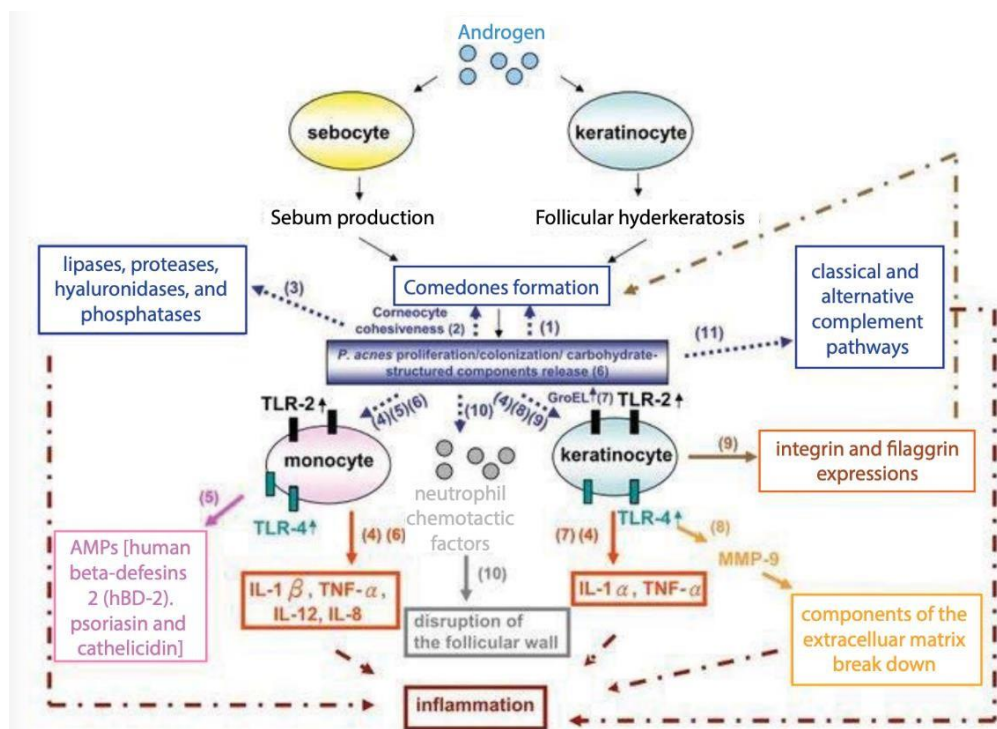 Androgen
sebocyte
keratinocyte
Sebum production
Follicular hyderkeratosis
lipases, proteases,
hyaluronidases, and
phosphatases
(3)
Comedones formation
classical and
alternative
complement
pathways
Corneocyte
cohesiveness (2)
(1)
(11)
P. acnes proliferation/colonization/ carbohydrate-
structured components release (6)
TLR-2
(4)(5)(6)
(10)
(4)(8)(9)
GroEL (7)
TLR-2
monocyte
keratinocyte
(9)
integrin and filaggrin
expressions
neutrophil
chemotactic
factors
(5)
TLR-4
TLR-4
(8)
AMPs [human
beta-defesins
2 (hBD-2).
psoriasin and
cathelicidin]
(4) (6)
(7) (4)
MMP-9
(10)
IL-1 β, TNF-α,
IL-12, IL-8
IL-1 α, TNF-α
disruption of
the follicular wall
components of the
extracelluar matrix
break down
inflammation